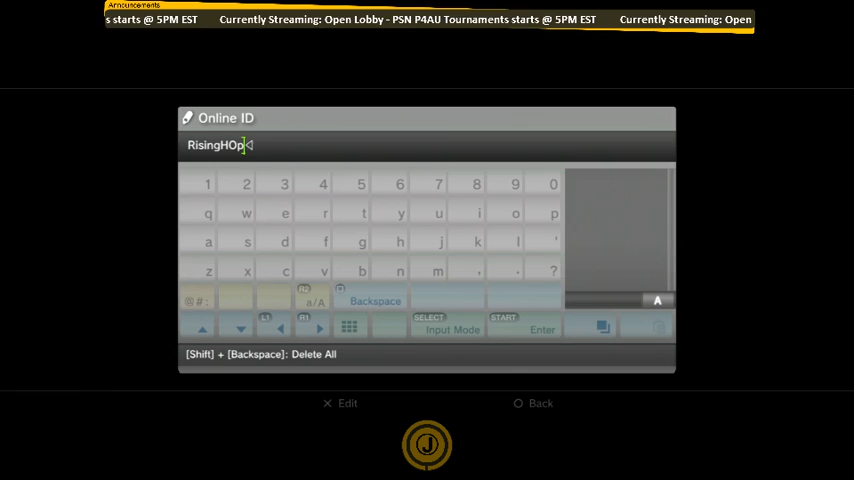 Announcements
s starts @ 5PM EST Currently Streaming: Open Lobby - PSN P4AU Tournaments starts @ 5PM EST Currently Streaming: Open
Online ID
RisingHOp
1 2 3 4 5 6 7 8 9 0
q w e r t y u i o p
a s d f g h j k l '
z x c v b n m , . ?
@#: R2 a/A Backspace
A
L1 R1 SELECT Input Mode START Enter
[Shift] + [Backspace]: Delete All
Edit Back
J